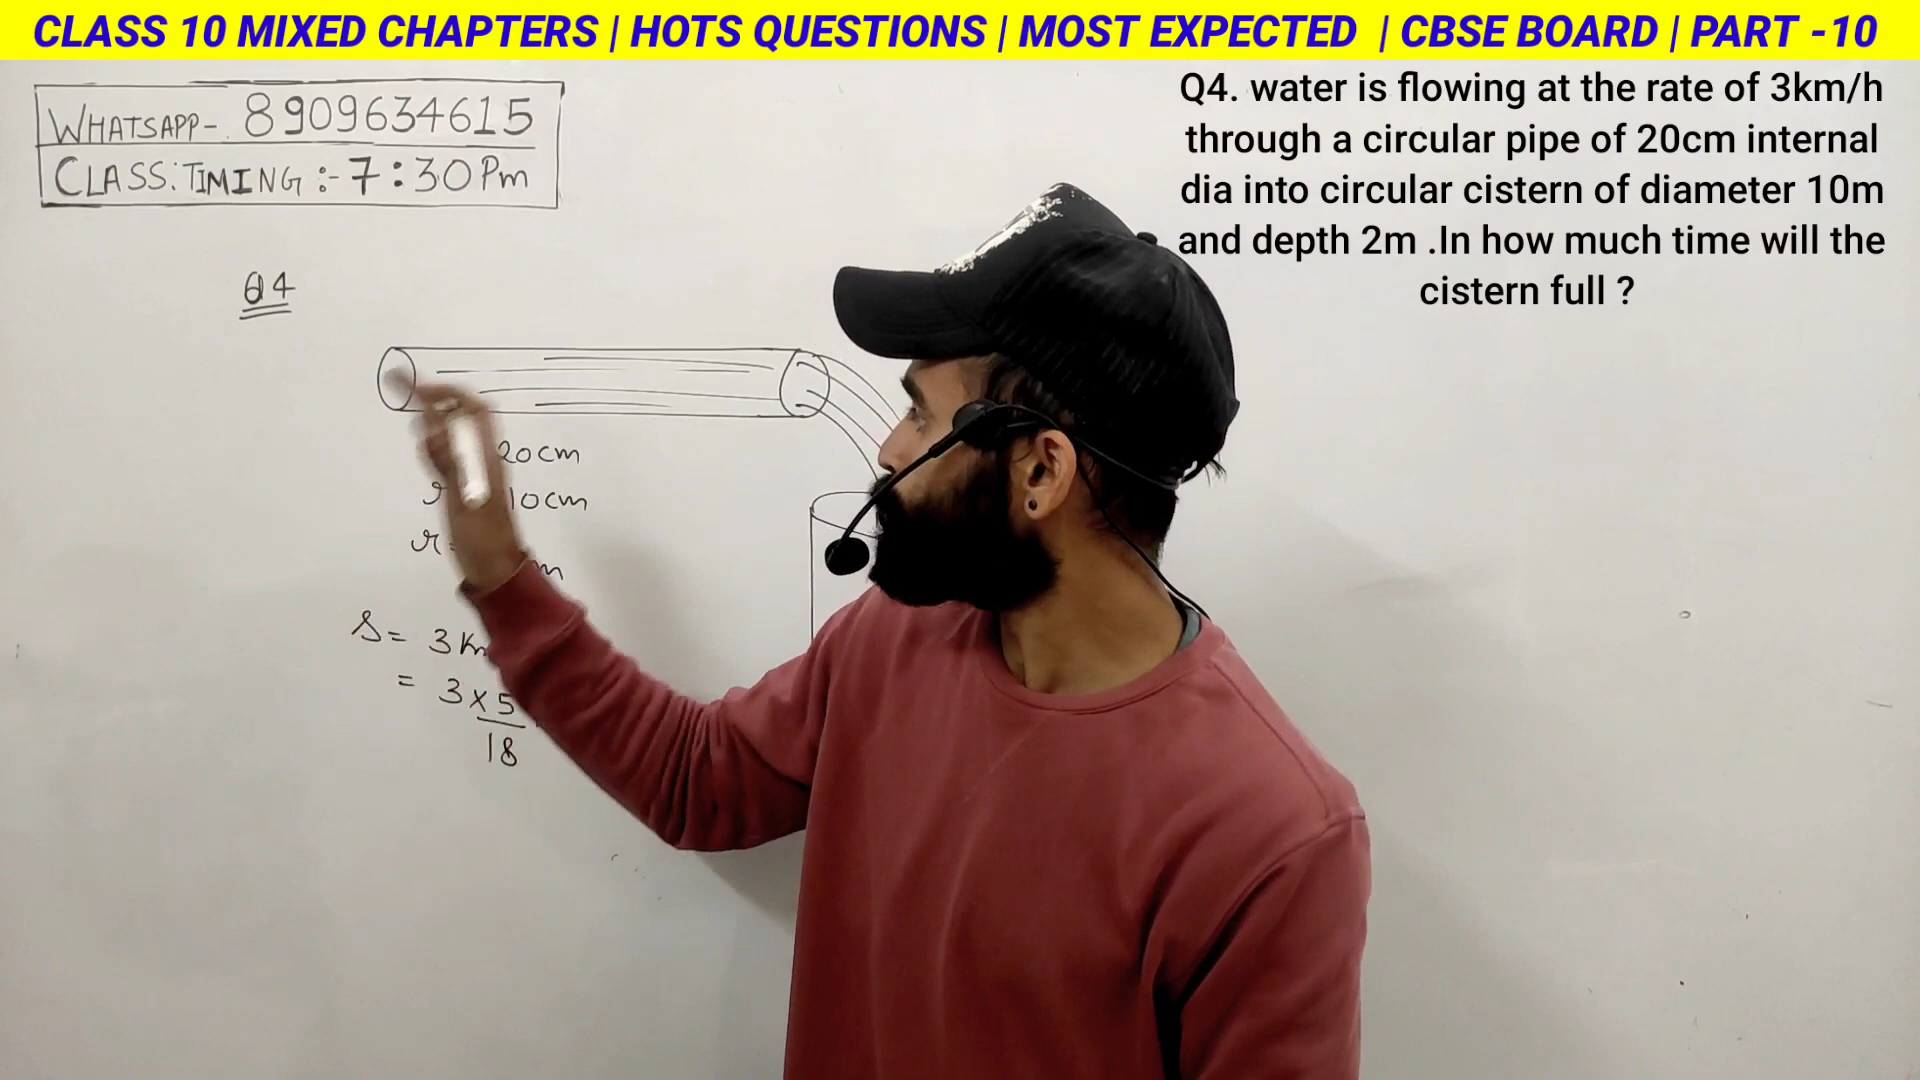 CLASS 10 MIXED CHAPTERS | HOTS QUESTIONS | MOST EXPECTED | CBSE BOARD | PART -10
WHATSAPP- 8909634615
CLASS: TIMING :- 7:30 Pm
Q4. water is flowing at the rate of 3km/h
through a circular pipe of 20cm internal
dia into circular cistern of diameter 10m
and depth 2m .In how much time will the
cistern full ?
Q4
20cm
10cm
r=
m
S= 3 Km
= 3 x 5
18